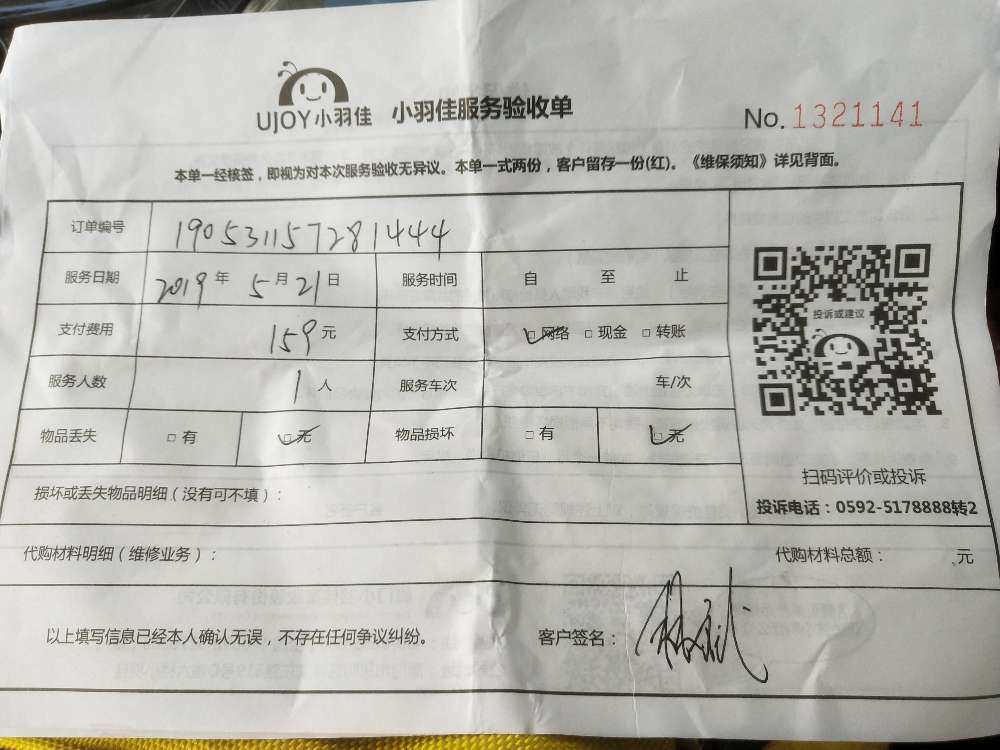 UJOY小羽佳 小羽佳服务验收单 No.1321141
本单一经核签，即视为对本次服务验收无异议。本单一式两份，客户留存一份(红)。《维保须知》详见背面。
订单编号 190531157281444
服务日期 2019年5月21日 服务时间 自 至 止
支付费用 159元 支付方式 网络 现金 转账
投诉或建议
服务人数 1人 服务车次 车/次
物品丢失 有 无 物品损坏 有 无
扫码评价或投诉
投诉电话：0592-5178888转2
损坏或丢失物品明细（没有可不填）：
代购材料明细（维修业务）： 代购材料总额： 元
以上填写信息已经本人确认无误，不存在任何争议纠纷。 客户签名：